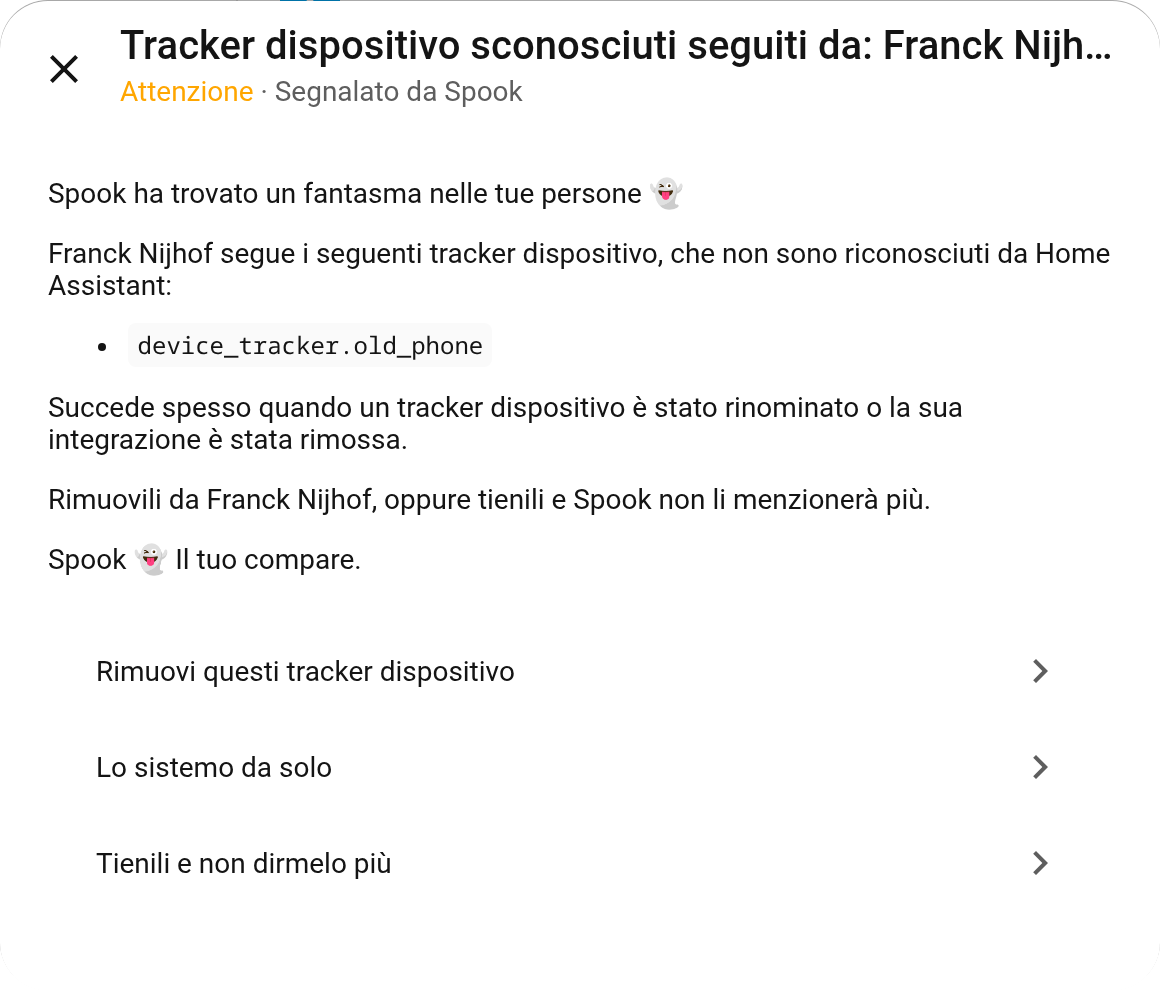 Tracker dispositivo sconosciuti seguiti da: Franck Nijh…
Attenzione · Segnalato da Spook
Spook ha trovato un fantasma nelle tue persone 👻
Franck Nijhof segue i seguenti tracker dispositivo, che non sono riconosciuti da Home
Assistant:
• device_tracker.old_phone
Succede spesso quando un tracker dispositivo è stato rinominato o la sua
integrazione è stata rimossa.
Rimuovili da Franck Nijhof, oppure tienili e Spook non li menzionerà più.
Spook 👻 Il tuo compare.
Rimuovi questi tracker dispositivo
Lo sistemo da solo
Tienili e non dirmelo più